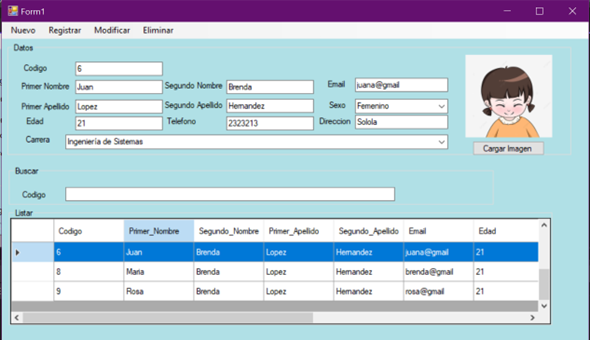 Form1
Nuevo Registrar Modificar Eliminar
Datos
Codigo 6
Primer Nombre Juan Segundo Nombre Brenda Email juana@gmail
Primer Apellido Lopez Segundo Apellido Hernandez Sexo Femenino
Edad 21 Telefono 2323213 Direccion Solola
Carrera Ingeniería de Sistemas
Cargar Imagen
Buscar
Codigo
Listar
Codigo Primer_Nombre Segundo_Nombre Primer_Apellido Segundo_Apellido Email Edad
6 Juan Brenda Lopez Hernandez juana@gmail 21
8 Maria Brenda Lopez Hernandez brenda@gmail 21
9 Rosa Brenda Lopez Hernandez rosa@gmail 21